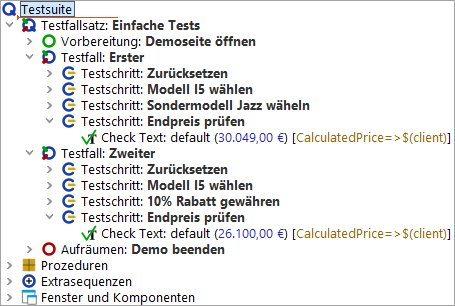 Testsuite
Testfallsatz: Einfache Tests
Vorbereitung: Demoseite öffnen
Testfall: Erster
Testschritt: Zurücksetzen
Testschritt: Modell I5 wählen
Testschritt: Sondermodell Jazz wäheln
Testschritt: Endpreis prüfen
Check Text: default (30.049,00 €) [CalculatedPrice=>$(client)]
Testfall: Zweiter
Testschritt: Zurücksetzen
Testschritt: Modell I5 wählen
Testschritt: 10% Rabatt gewähren
Testschritt: Endpreis prüfen
Check Text: default (26.100,00 €) [CalculatedPrice=>$(client)]
Aufräumen: Demo beenden
Prozeduren
Extrasequenzen
Fenster und Komponenten